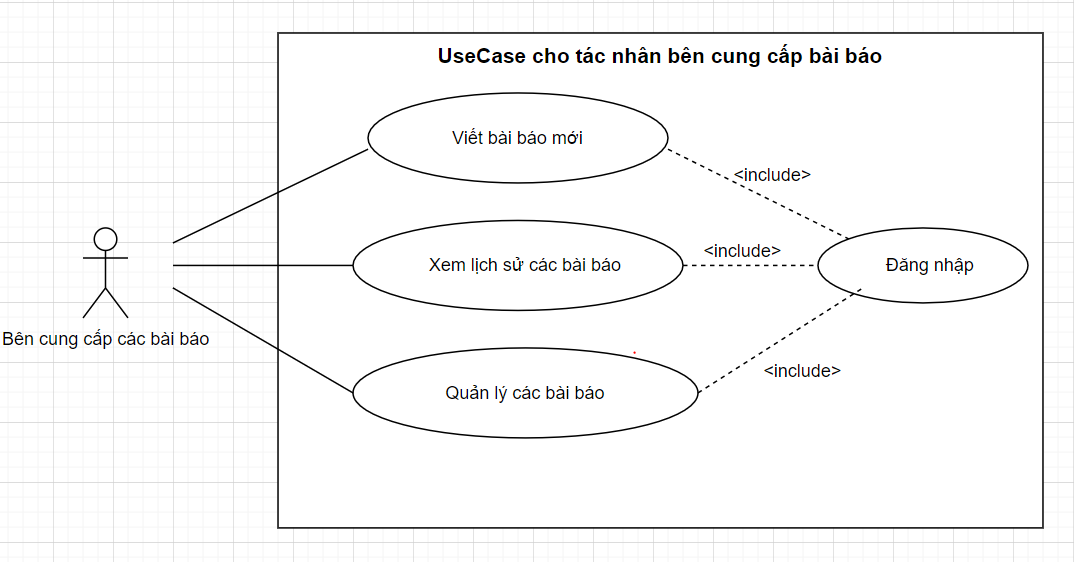 UseCase cho tác nhân bên cung cấp bài báo
Viết bài báo mới
<include>
Xem lịch sử các bài báo
<include>
Đăng nhập
Bên cung cấp các bài báo
Quản lý các bài báo
<include>